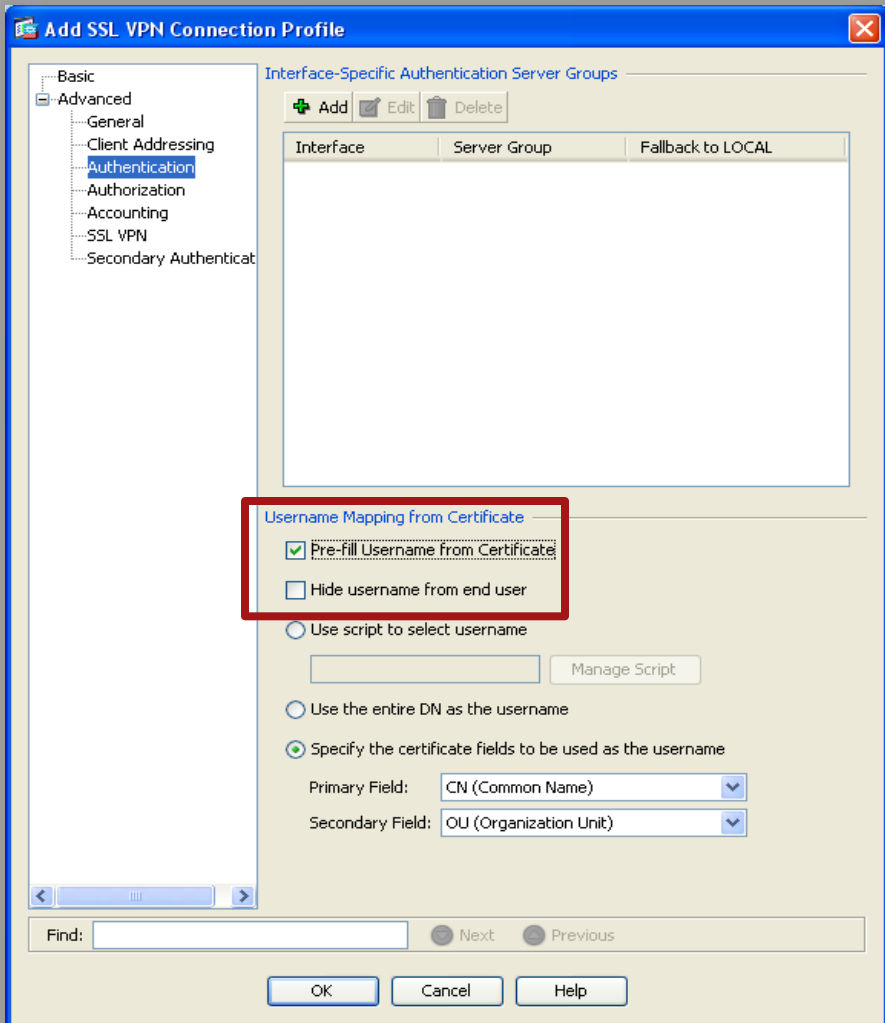 Add SSL VPN Connection Profile
Basic
Advanced
General
Client Addressing
Authentication
Authorization
Accounting
SSL VPN
Secondary Authenticat
Interface-Specific Authentication Server Groups
Add Edit Delete
Interface Server Group Fallback to LOCAL
Username Mapping from Certificate
Pre-fill Username from Certificate
Hide username from end user
Use script to select username
Manage Script
Use the entire DN as the username
Specify the certificate fields to be used as the username
Primary Field: CN (Common Name)
Secondary Field: OU (Organization Unit)
Find: Next Previous
OK Cancel Help